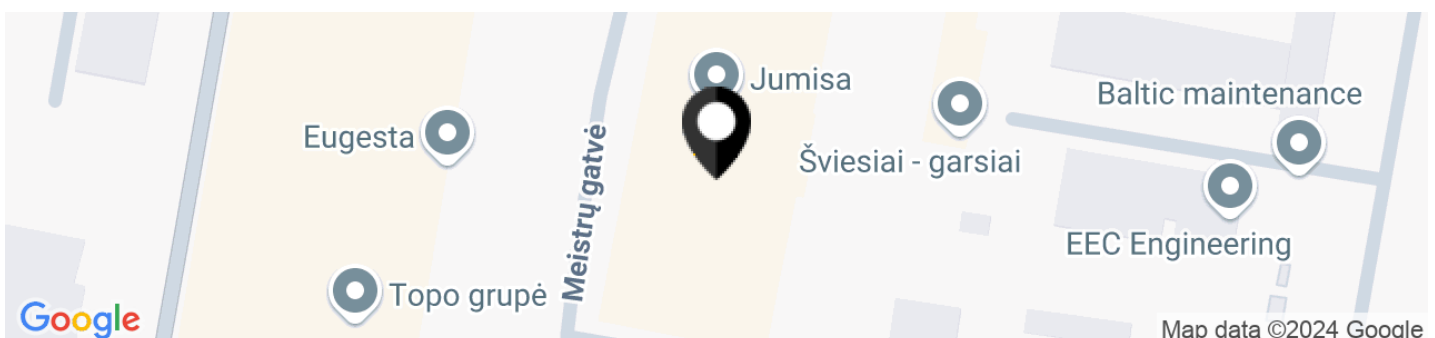 Jumisa
Baltic maintenance
Eugesta
Šviesiai - garsiai
Meistrų gatvė
EEC Engineering
Topo grupė
Google
Map data ©2024 Google